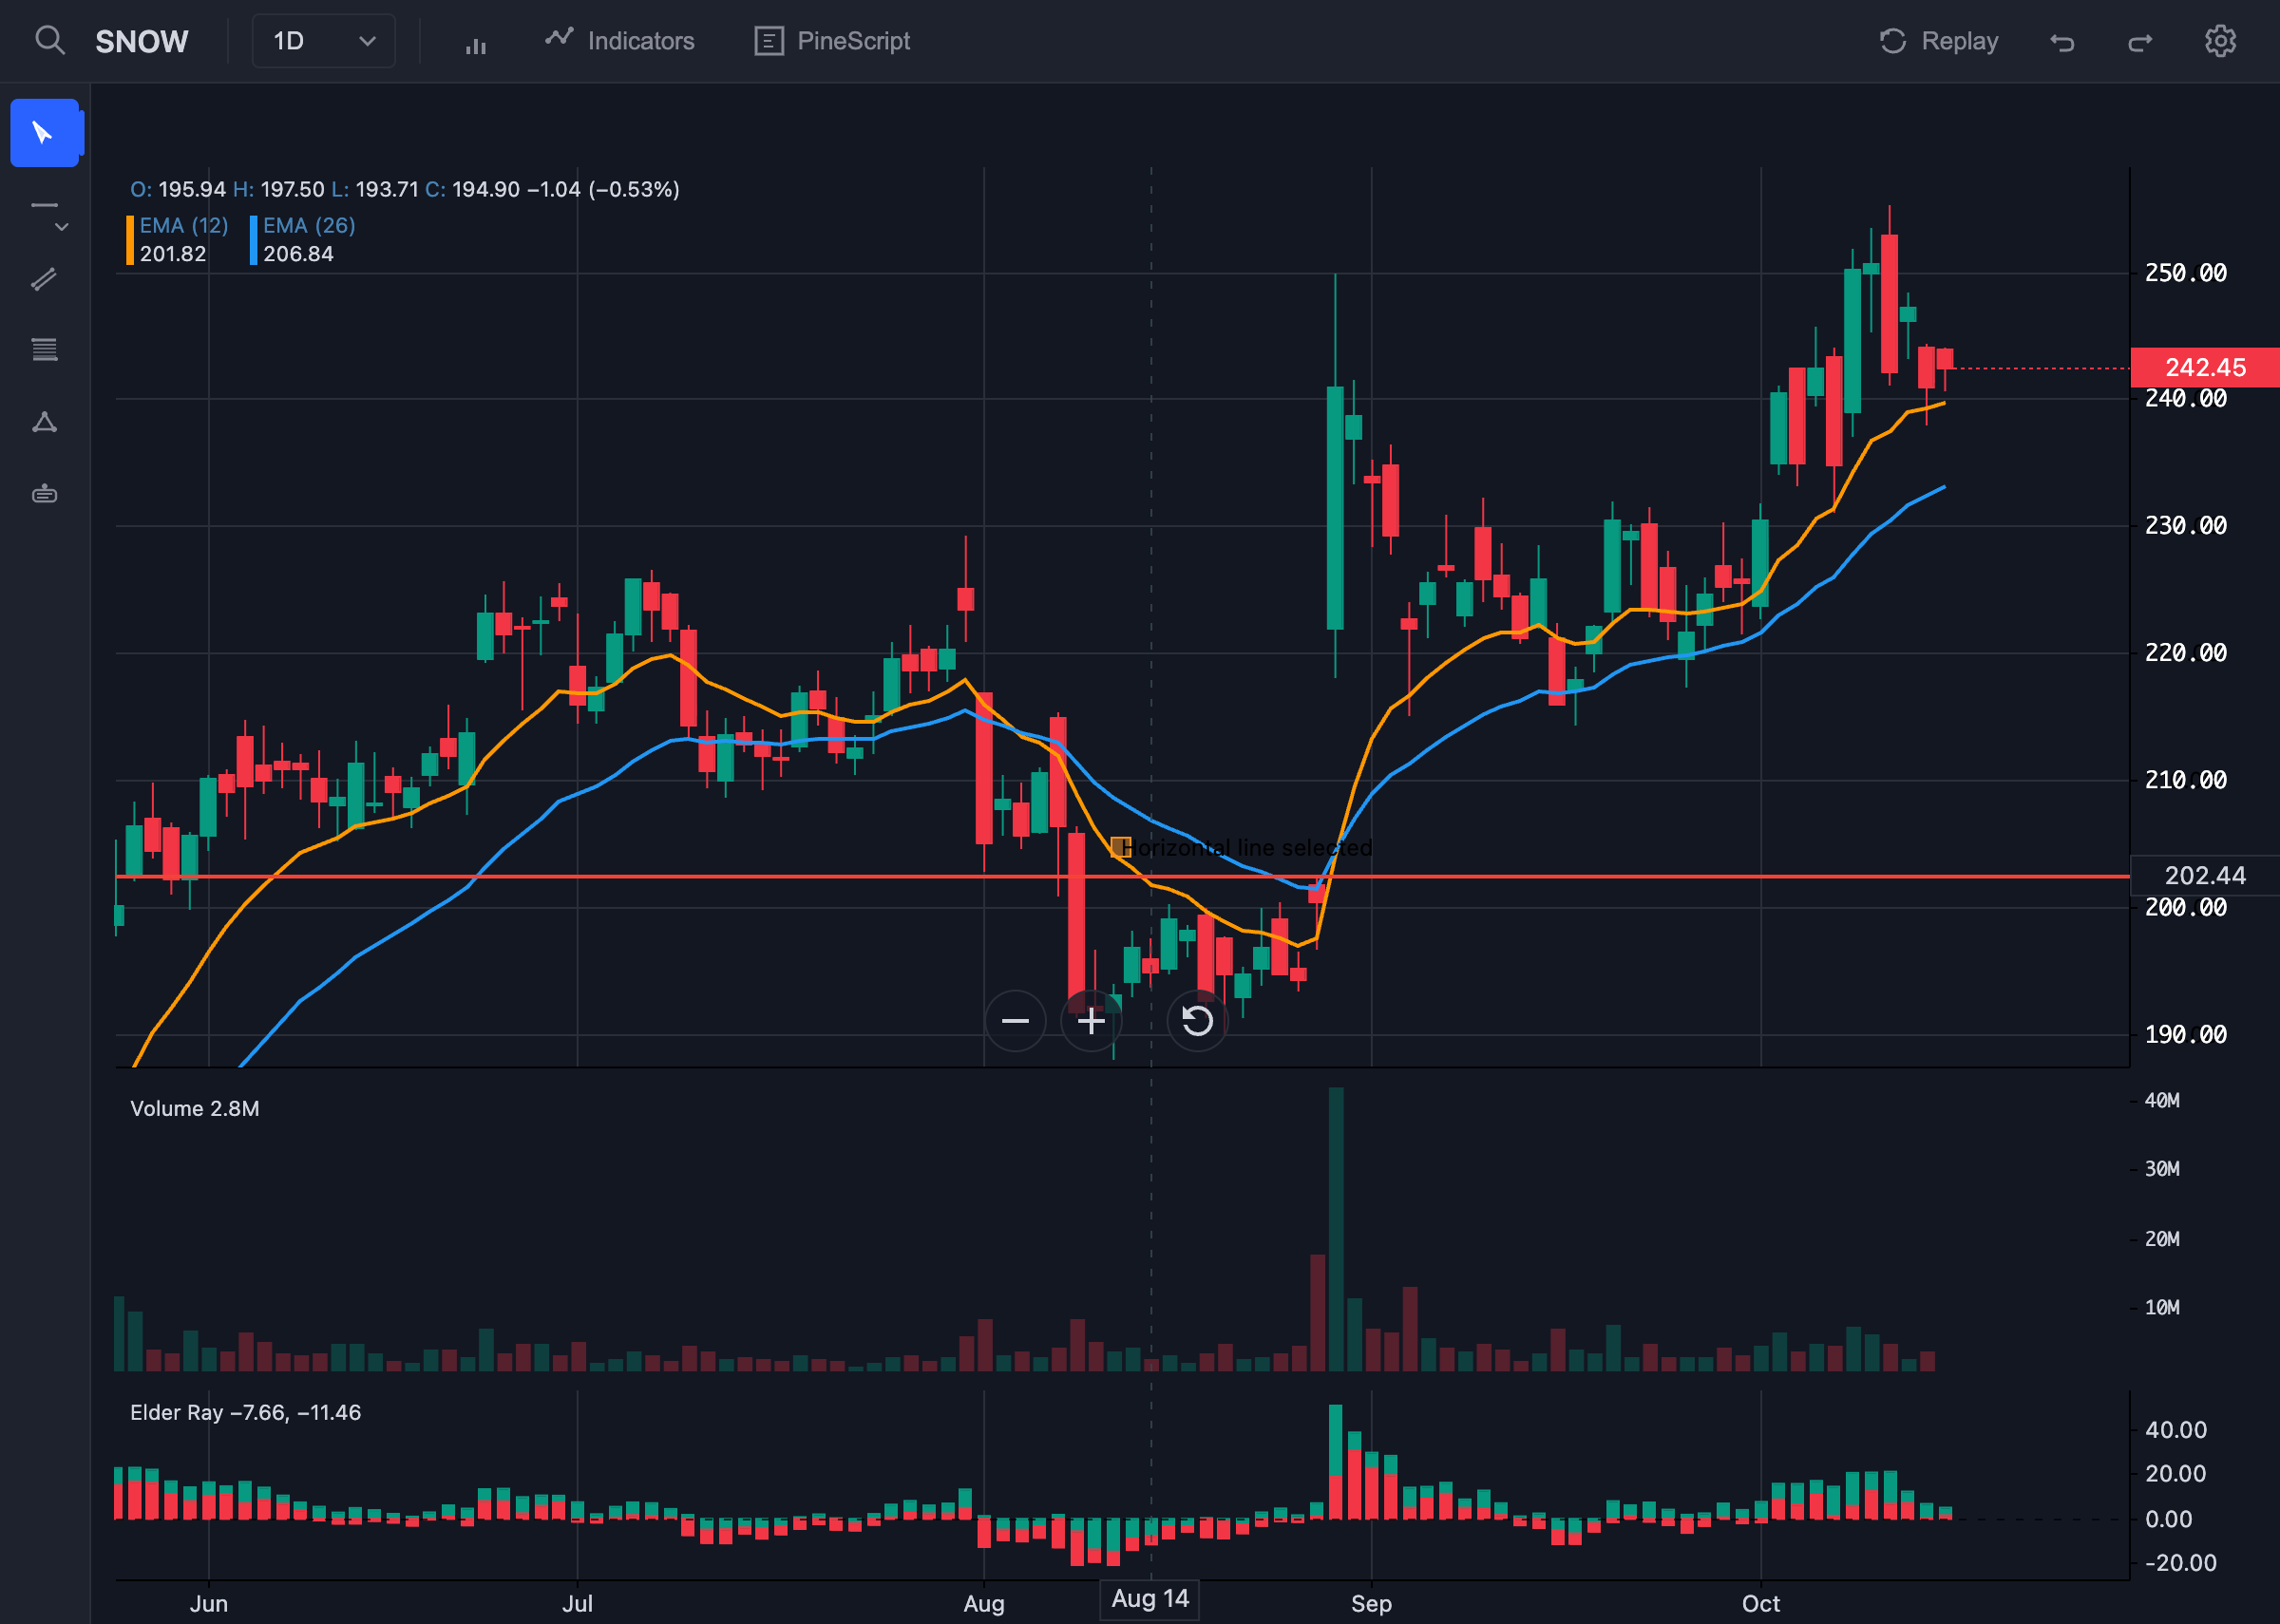 SNOW
1D
Indicators
PineScript
Replay
O: 195.94 H: 197.50 L: 193.71 C: 194.90 −1.04 (−0.53%)
EMA (12) EMA (26)
201.82 206.84
250.00
242.45
240.00
230.00
220.00
210.00
Horizontal line selected
202.44
200.00
190.00
Volume 2.8M
40M
30M
20M
10M
Elder Ray −7.66, −11.46
40.00
20.00
0.00
-20.00
Jun Jul Aug Aug 14 Sep Oct